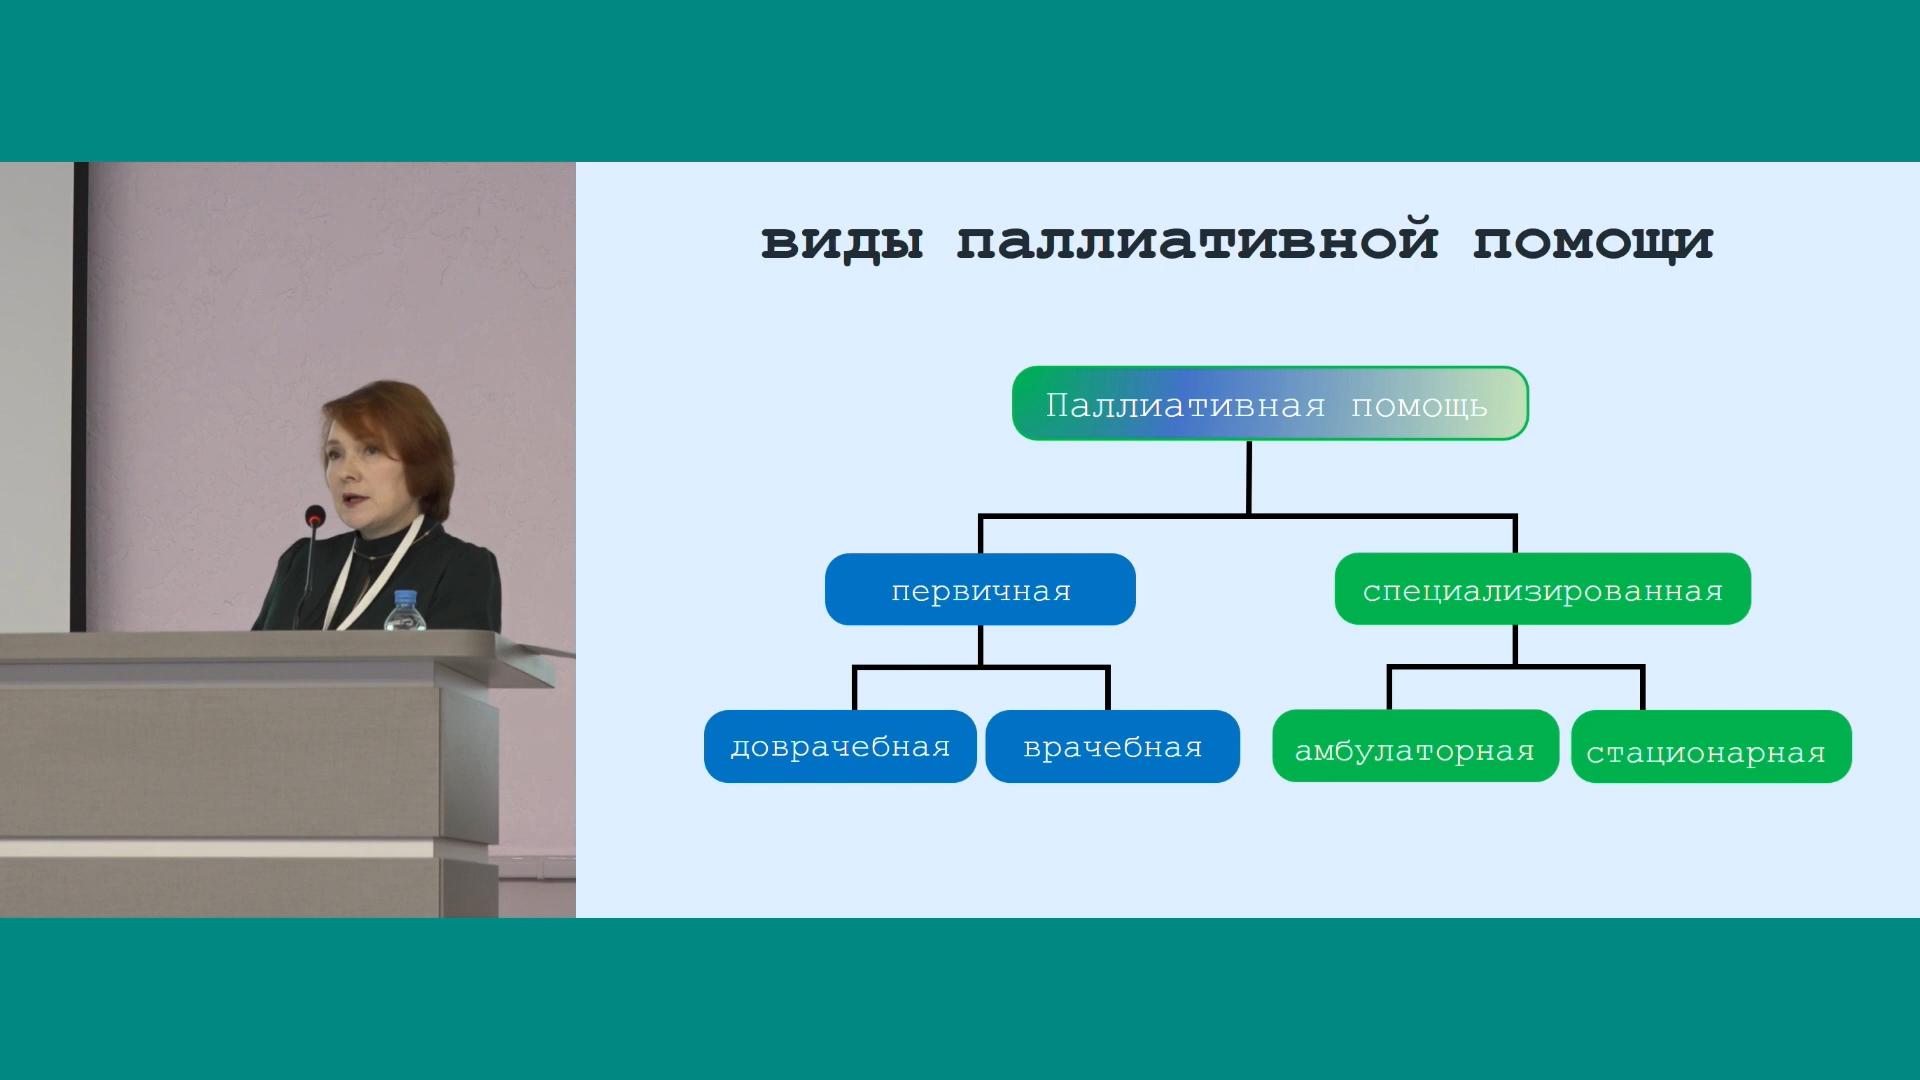 виды паллиативной помощи
Паллиативная помощь
первичная
специализированная
доврачебная
врачебная
амбулаторная
стационарная